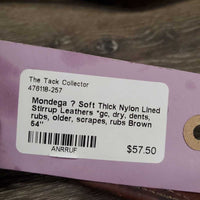 The Tack Collector
476118-257
Mondega ? Soft Thick Nylon Lined
Stirrup Leathers *gc, dry, dents,
rubs, older, scrapes, rubs Brown
54"
ANRRUF
$57.50